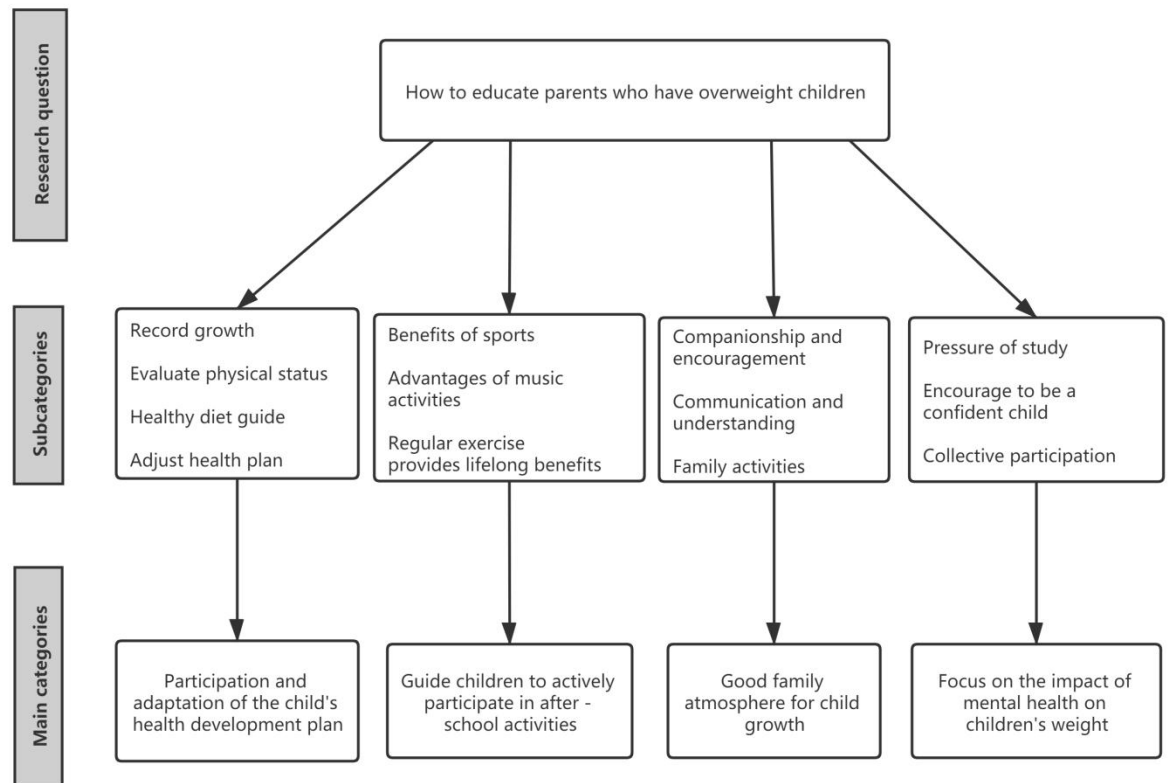 Research question
How to educate parents who have overweight children
Subcategories
Record growth
Evaluate physical status
Healthy diet guide
Adjust health plan
Benefits of sports
Advantages of music
activities
Regular exercise
provides lifelong benefits
Companionship and
encouragement
Communication and
understanding
Family activities
Pressure of study
Encourage to be a
confident child
Collective participation
Main categories
Participation and
adaptation of the child's
health development plan
Guide children to actively
participate in after -
school activities
Good family
atmosphere for child
growth
Focus on the impact of
mental health on
children's weight